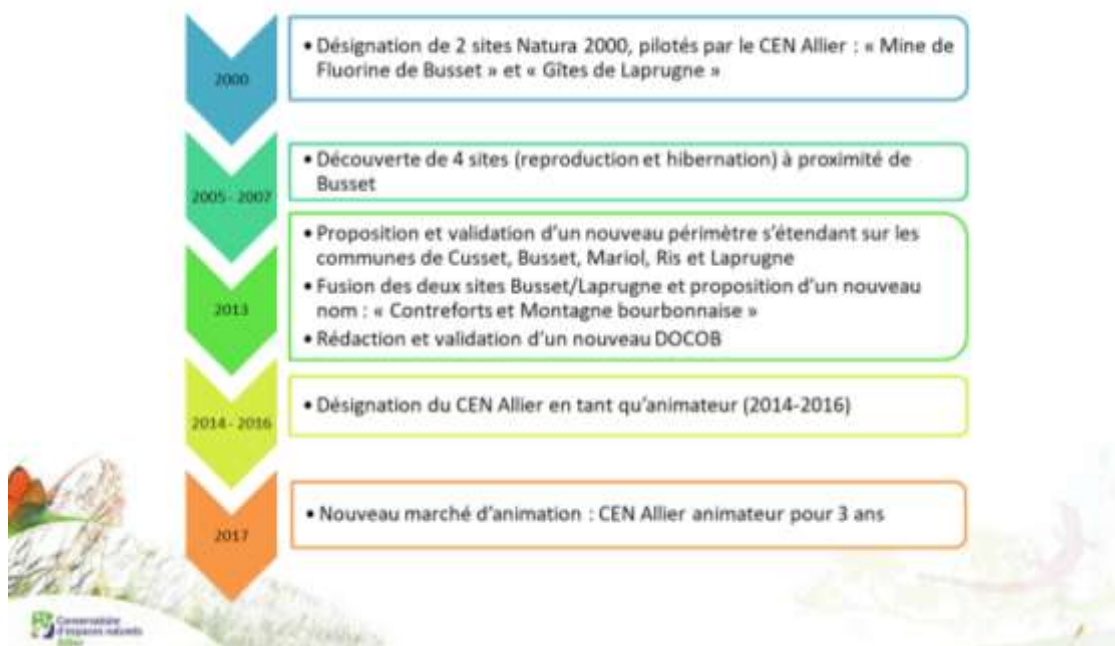 2000
• Désignation de 2 sites Natura 2000, pilotés par le CEN Allier : « Mine de
Fluorine de Busset » et « Gîtes de Laprugne »
2005 - 2007
• Découverte de 4 sites (reproduction et hibernation) à proximité de
Busset
2013
• Proposition et validation d'un nouveau périmètre s'étendant sur les
communes de Cusset, Busset, Mariol, Ris et Laprugne
• Fusion des deux sites Busset/Laprugne et proposition d'un nouveau
nom : « Contreforts et Montagne bourbonnaise »
• Rédaction et validation d'un nouveau DOCOB
2014 - 2016
• Désignation du CEN Allier en tant qu'animateur (2014-2016)
2017
• Nouveau marché d'animation : CEN Allier animateur pour 3 ans
Conservatoire
d'espaces naturels
Allier